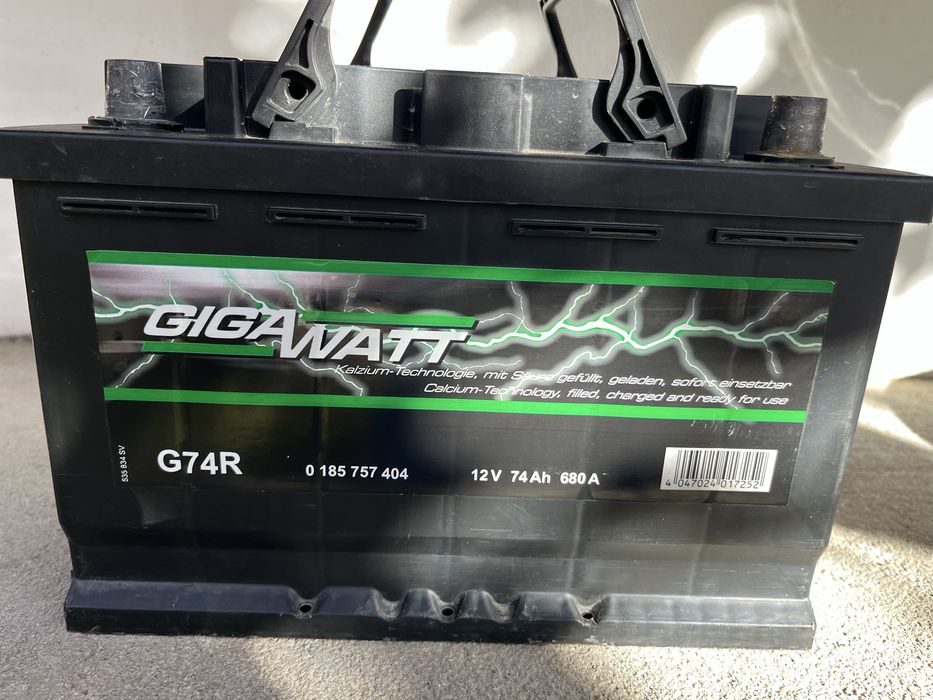 GIGAWATT
Kalzium-Technologie, mit Säure gefüllt, geladen, sofort einsetzbar
Calcium-Technology, filled, charged and ready for use
G74R
0 185 757 404
12V 74Ah 680A
4 047024 017252
535 834 SV